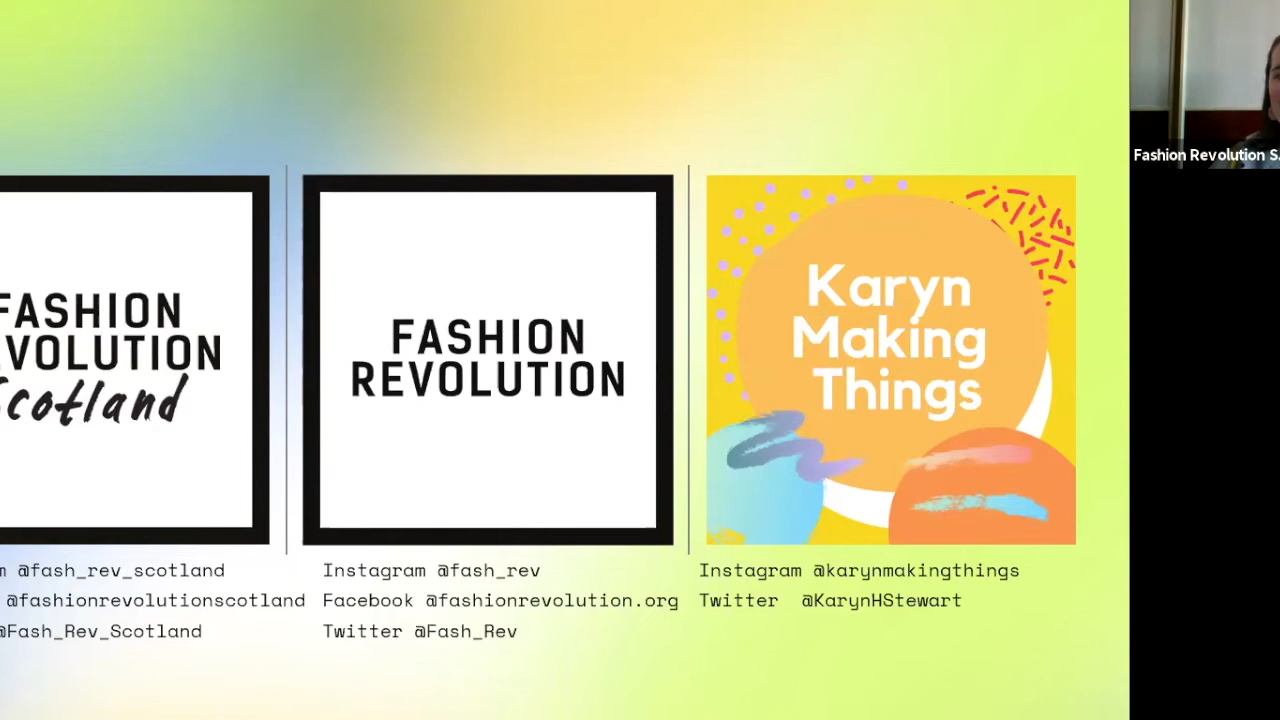 FASHION
VOLUTION
Scotland
@fash_rev_scotland
@fashionrevolutionscotland
@Fash_Rev_Scotland
FASHION
REVOLUTION
Instagram @fash_rev
Facebook @fashionrevolution.org
Twitter @Fash_Rev
Karyn
Making
Things
Instagram @karynmakingthings
Twitter @KarynHStewart
Fashion Revolution S.